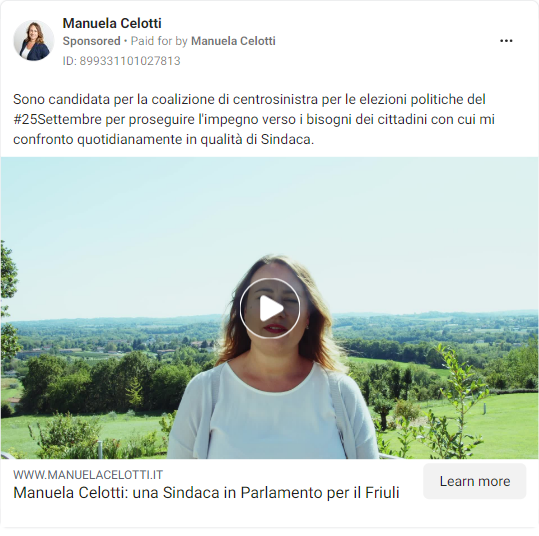 Manuela Celotti
Sponsored • Paid for by Manuela Celotti
ID: 899331101027813
Sono candidata per la coalizione di centrosinistra per le elezioni politiche del
#25Settembre per proseguire l'impegno verso i bisogni dei cittadini con cui mi
confronto quotidianamente in qualità di Sindaca.
WWW.MANUELACELOTTI.IT
Manuela Celotti: una Sindaca in Parlamento per il Friuli
Learn more